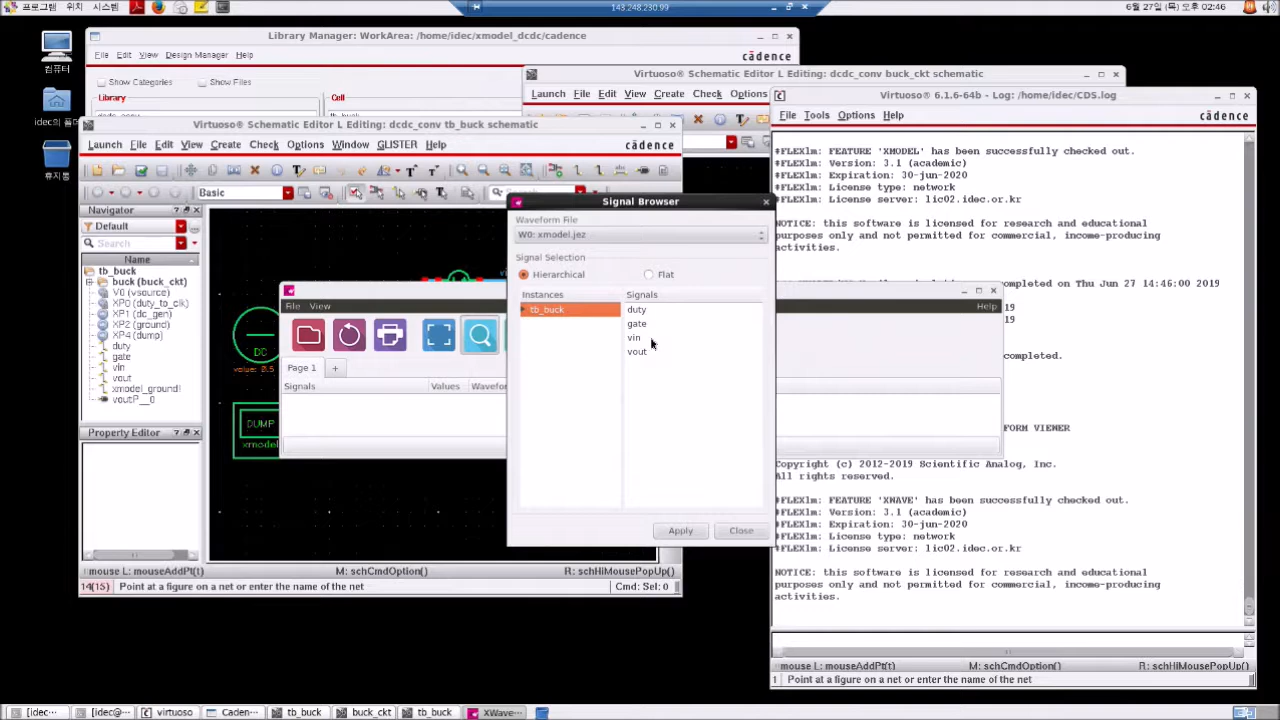 프로그램 위치 시스템
143.248.230.99
6월 27일 (목) 오후 02:46
컴퓨터
idec의 폴더
휴지통
Library Manager: WorkArea: /home/idec/xmodel_dcdc/cadence
File Edit View Design Manager Help
cādence
Show Categories Show Files
Library
Cell
Virtuoso® Schematic Editor L Editing: dcdc_conv buck_ckt schematic
Launch File Edit View Create Check Options
Virtuoso® Schematic Editor L Editing: dcdc_conv tb_buck schematic
Launch File Edit View Create Check Options Window GLISTER Help
cādence
Basic
Search
Navigator
Default
Search
Name
tb_buck
buck (buck_ckt)
V0 (vsource)
XP0 (duty_to_clk)
XP1 (dc_gen)
XP2 (ground)
XP4 (dump)
duty
gate
vin
vout
xmodel_ground!
voutP__0
Property Editor
DC
value: 0.5
DUMP
xmodel
mouse L: mouseAddPt(t) M: schCmdOption() R: schHiMousePopUp()
14(15) Point at a figure on a net or enter the name of the net Cmd: Sel: 0
File View Help
Page 1 +
Signals Values
Signal Browser
Waveform File
W0: xmodel.jez
Signal Selection
Hierarchical Flat
Instances Signals
tb_buck
duty
gate
vin
vout
Apply Close
Virtuoso® 6.1.6-64b - Log: /home/idec/CDS.log
File Tools Options Help
cādence
#FLEXlm: FEATURE 'XMODEL' has been successfully checked out.
#FLEXlm: Version: 3.1 (academic)
#FLEXlm: Expiration: 30-jun-2020
#FLEXlm: License type: network
#FLEXlm: License server: lic02.idec.or.kr
NOTICE: this software is licensed for research and educational
purposes only and not permitted for commercial, income-producing
activities.
completed on Thu Jun 27 14:46:00 2019
19
19
completed.
FORM VIEWER
Copyright (c) 2012-2019 Scientific Analog, Inc.
All rights reserved.
#FLEXlm: FEATURE 'XWAVE' has been successfully checked out.
#FLEXlm: Version: 3.1 (academic)
#FLEXlm: Expiration: 30-jun-2020
#FLEXlm: License type: network
#FLEXlm: License server: lic02.idec.or.kr
NOTICE: this software is licensed for research and educational
purposes only and not permitted for commercial, income-producing
activities.
mouse L: mouseAddPt(t) M: schCmdOption() R: schHiMousePopUp()
1 Point at a figure on a net or enter the name of the net
[idec··· [idec@··· virtuoso Caden··· tb_buck buck_ckt tb_buck XWave···